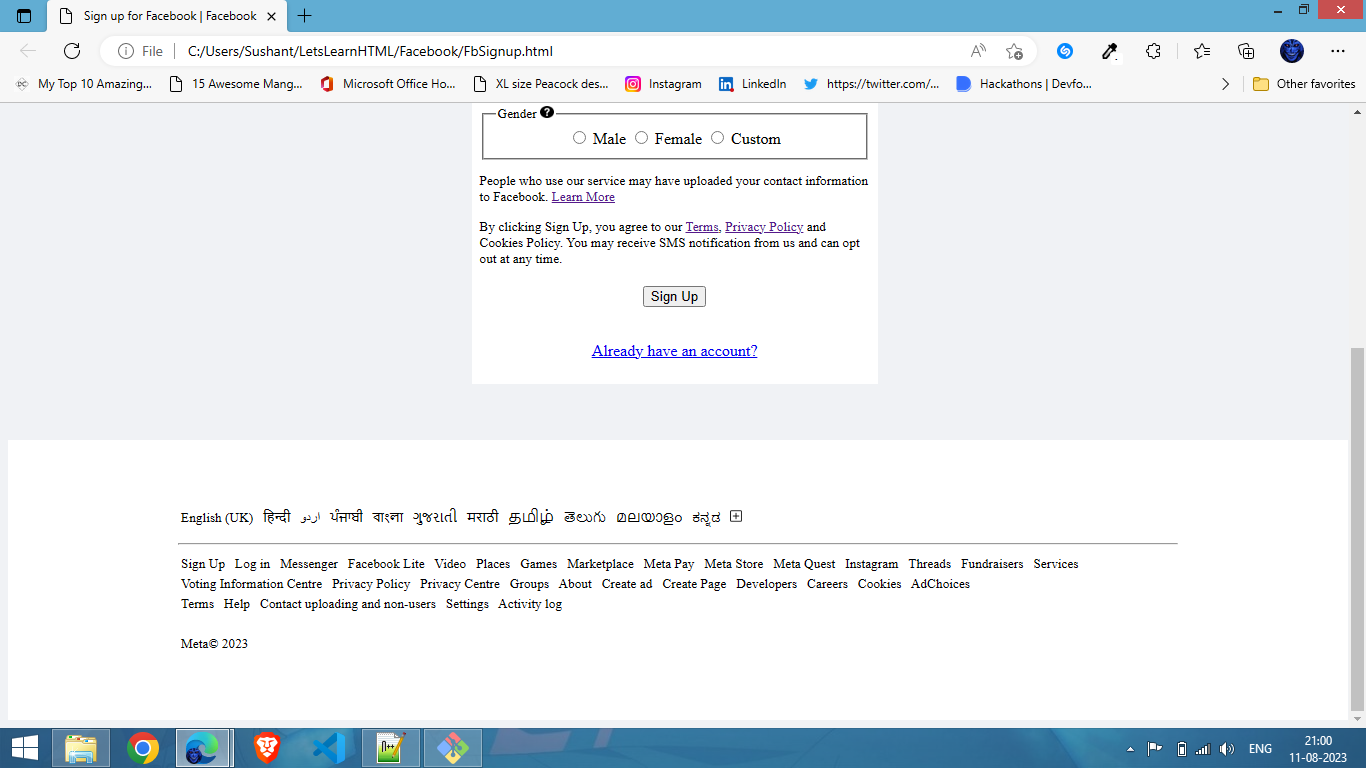 Sign up for Facebook | Facebook
File C:/Users/Sushant/LetsLearnHTML/Facebook/FbSignup.html
My Top 10 Amazing... 15 Awesome Mang... Microsoft Office Ho... XL size Peacock des... Instagram LinkedIn https://twitter.com/... Hackathons | Devfo... Other favorites
Gender
Male Female Custom
People who use our service may have uploaded your contact information
to Facebook. Learn More
By clicking Sign Up, you agree to our Terms, Privacy Policy and
Cookies Policy. You may receive SMS notification from us and can opt
out at any time.
Sign Up
Already have an account?
English (UK) हिन्दी اردو ਪੰਜਾਬੀ বাংলা ગુજરાતી मराठी தமிழ் తెలుగు മലയാളം ಕನ್ನಡ
Sign Up Log in Messenger Facebook Lite Video Places Games Marketplace Meta Pay Meta Store Meta Quest Instagram Threads Fundraisers Services
Voting Information Centre Privacy Policy Privacy Centre Groups About Create ad Create Page Developers Careers Cookies AdChoices
Terms Help Contact uploading and non-users Settings Activity log
Meta© 2023
ENG 21:00
11-08-2023